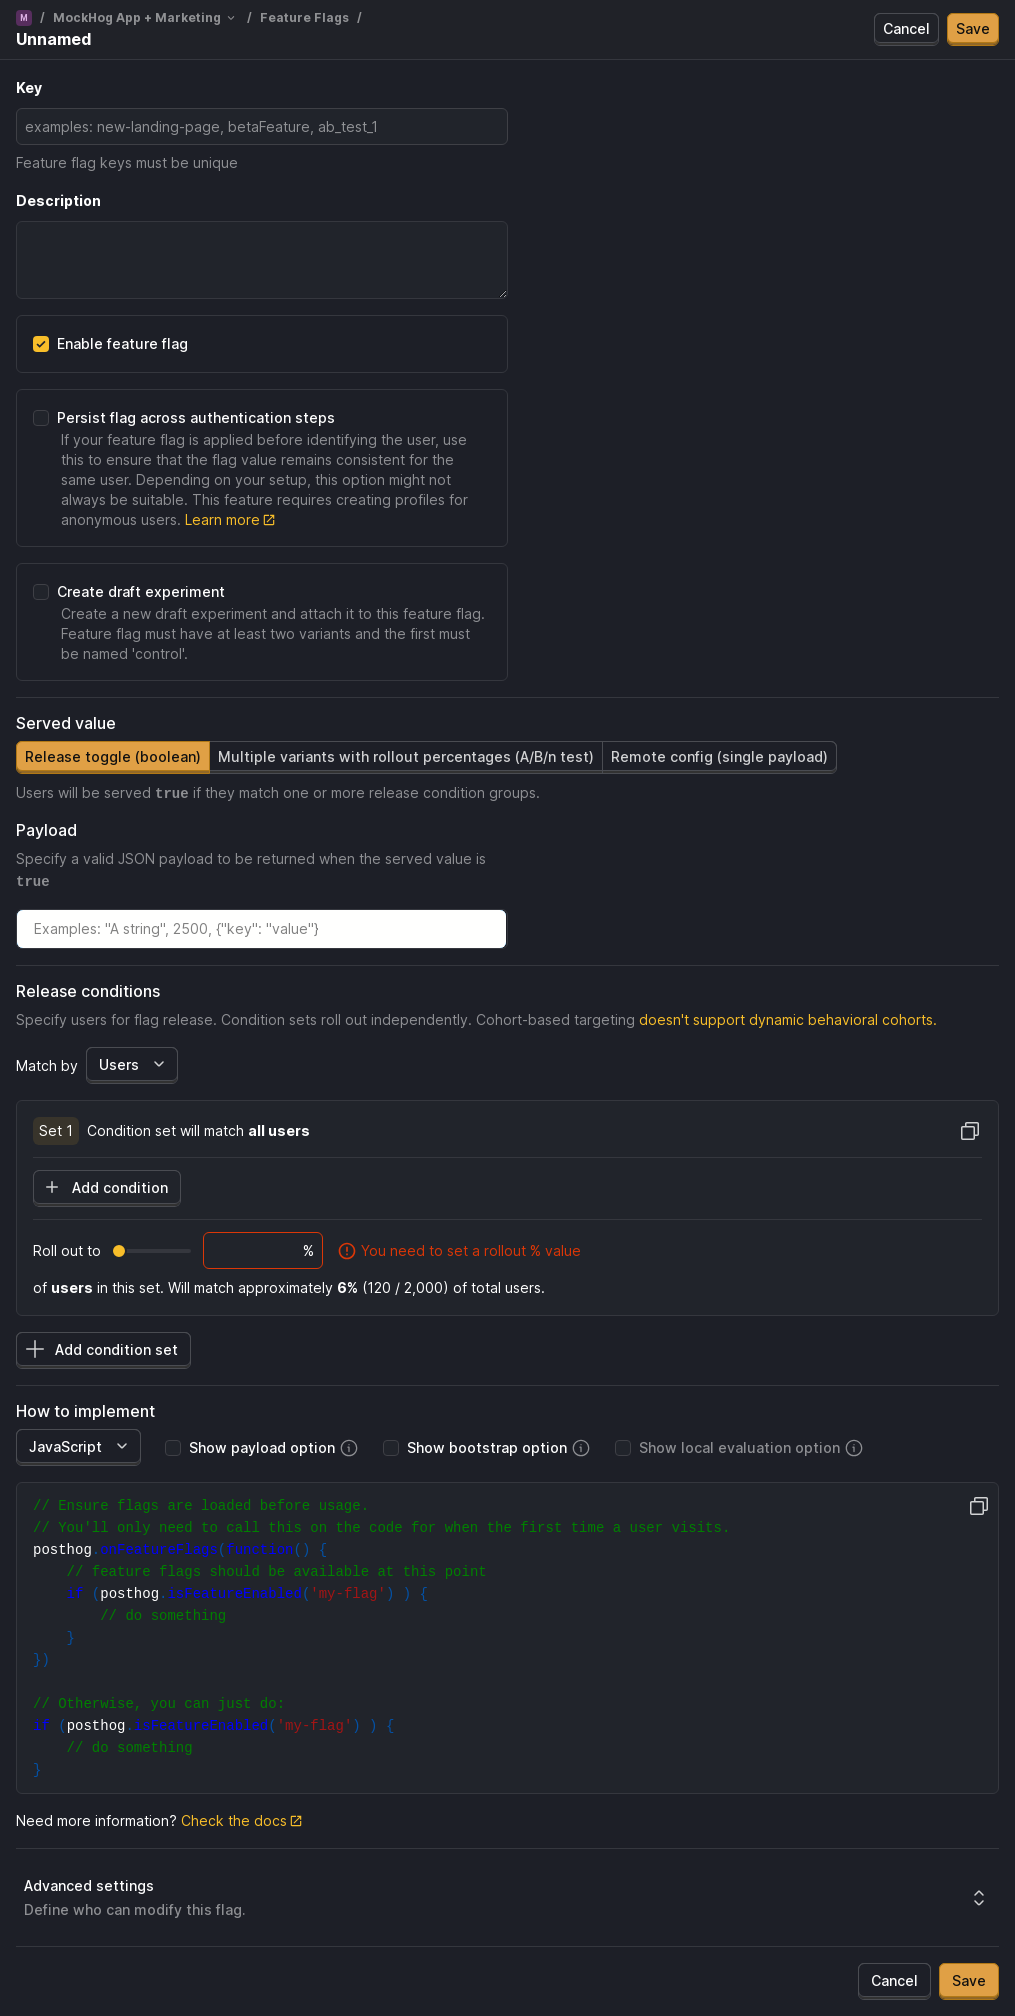 M / MockHog App + Marketing / Feature Flags /
Unnamed
Cancel Save
Key
examples: new-landing-page, betaFeature, ab_test_1
Feature flag keys must be unique
Description
Enable feature flag
Persist flag across authentication steps
If your feature flag is applied before identifying the user, use
this to ensure that the flag value remains consistent for the
same user. Depending on your setup, this option might not
always be suitable. This feature requires creating profiles for
anonymous users. Learn more
Create draft experiment
Create a new draft experiment and attach it to this feature flag.
Feature flag must have at least two variants and the first must
be named 'control'.
Served value
Release toggle (boolean) Multiple variants with rollout percentages (A/B/n test) Remote config (single payload)
Users will be served true if they match one or more release condition groups.
Payload
Specify a valid JSON payload to be returned when the served value is
true
Examples: "A string", 2500, {"key": "value"}
Release conditions
Specify users for flag release. Condition sets roll out independently. Cohort-based targeting doesn't support dynamic behavioral cohorts.
Match by Users
Set 1 Condition set will match all users
Add condition
Roll out to % You need to set a rollout % value
of users in this set. Will match approximately 6% (120 / 2,000) of total users.
Add condition set
How to implement
JavaScript Show payload option Show bootstrap option Show local evaluation option
// Ensure flags are loaded before usage.
// You'll only need to call this on the code for when the first time a user visits.
posthog.onFeatureFlags(function() {
    // feature flags should be available at this point
    if (posthog.isFeatureEnabled('my-flag') ) {
        // do something
    }
})
// Otherwise, you can just do:
if (posthog.isFeatureEnabled('my-flag') ) {
    // do something
}
Need more information? Check the docs
Advanced settings
Define who can modify this flag.
Cancel Save